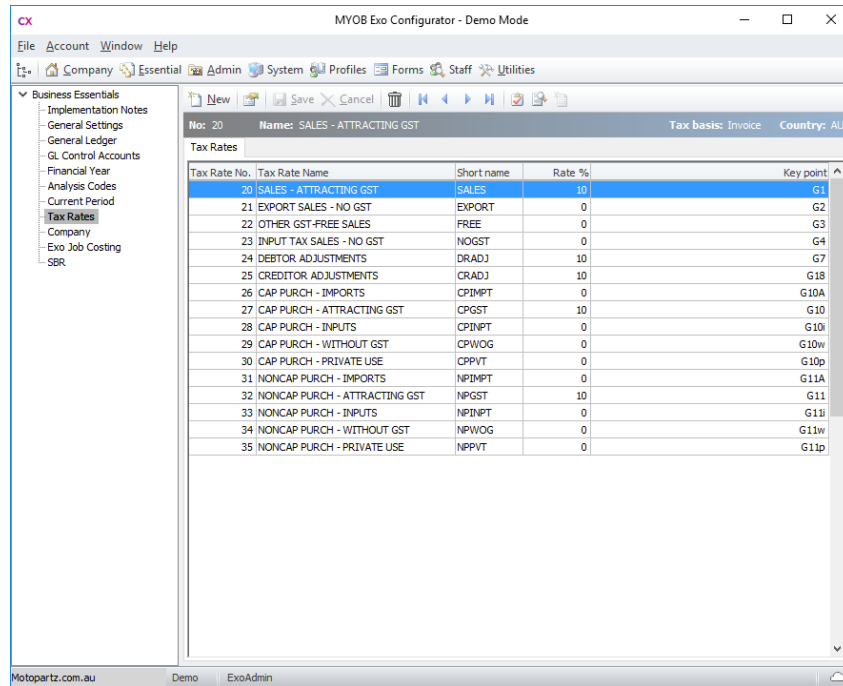 CX MYOB Exo Configurator - Demo Mode
File Account Window Help
Company Essential Admin System Profiles Forms Staff Utilities
Business Essentials
Implementation Notes
General Settings
General Ledger
GL Control Accounts
Financial Year
Analysis Codes
Current Period
Tax Rates
Company
Exo Job Costing
SBR
New Save Cancel
No: 20 Name: SALES - ATTRACTING GST Tax basis: Invoice Country: AU
Tax Rates
Tax Rate No. Tax Rate Name Short name Rate % Key point
20 SALES - ATTRACTING GST SALES 10 G1
21 EXPORT SALES - NO GST EXPORT 0 G2
22 OTHER GST-FREE SALES FREE 0 G3
23 INPUT TAX SALES - NO GST NOGST 0 G4
24 DEBTOR ADJUSTMENTS DRADJ 10 G7
25 CREDITOR ADJUSTMENTS CRADJ 10 G18
26 CAP PURCH - IMPORTS CPIMPT 0 G10A
27 CAP PURCH - ATTRACTING GST CPGST 10 G10
28 CAP PURCH - INPUTS CPINPT 0 G10i
29 CAP PURCH - WITHOUT GST CPWOG 0 G10w
30 CAP PURCH - PRIVATE USE CPPVT 0 G10p
31 NONCAP PURCH - IMPORTS NPIMPT 0 G11A
32 NONCAP PURCH - ATTRACTING GST NPGST 10 G11
33 NONCAP PURCH - INPUTS NPINPT 0 G11i
34 NONCAP PURCH - WITHOUT GST NPWOG 0 G11w
35 NONCAP PURCH - PRIVATE USE NPPVT 0 G11p
Motopartz.com.au Demo ExoAdmin